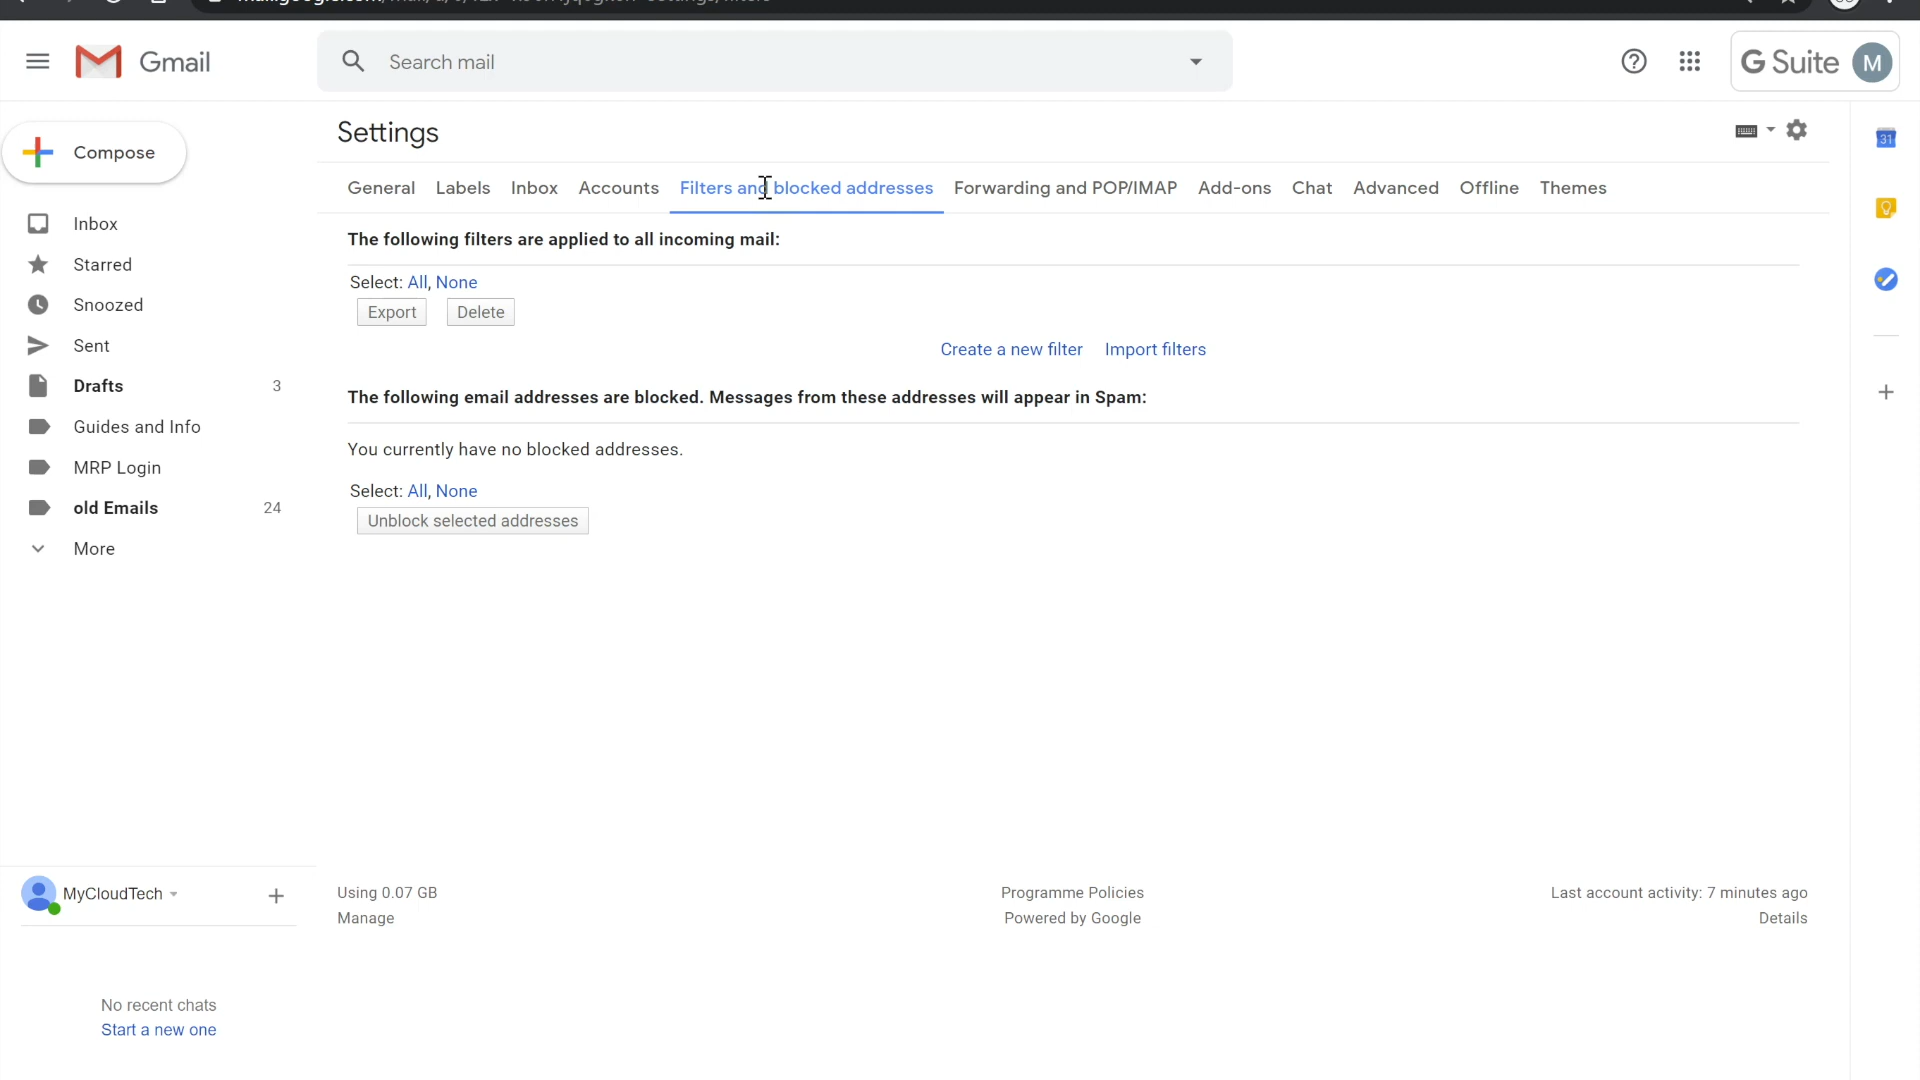 Gmail
Search mail
G Suite M
Compose
Settings
General Labels Inbox Accounts Filters and blocked addresses Forwarding and POP/IMAP Add-ons Chat Advanced Offline Themes
31
Inbox
Starred
Snoozed
Sent
Drafts 3
Guides and Info
MRP Login
old Emails 24
More
The following filters are applied to all incoming mail:
Select: All, None
Export Delete
Create a new filter Import filters
The following email addresses are blocked. Messages from these addresses will appear in Spam:
You currently have no blocked addresses.
Select: All, None
Unblock selected addresses
MyCloudTech
Using 0.07 GB
Manage
Programme Policies
Powered by Google
Last account activity: 7 minutes ago
Details
No recent chats
Start a new one